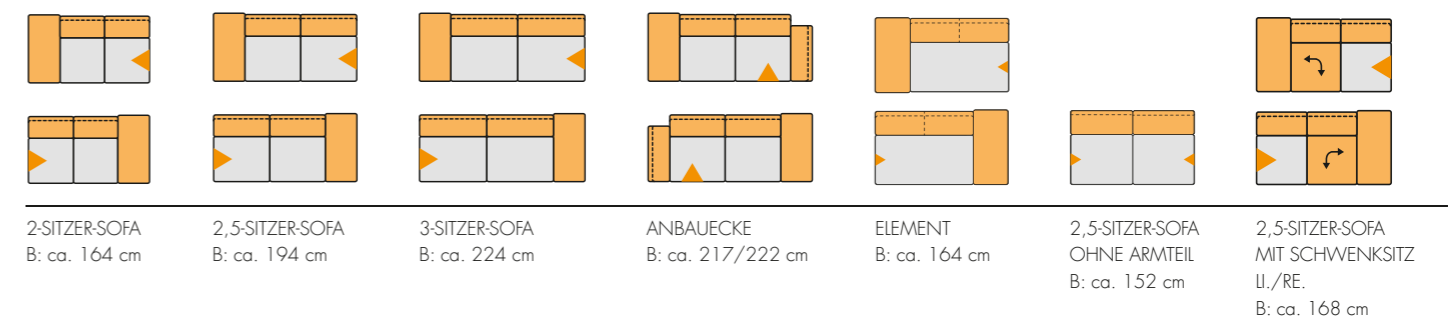 2-SITZER-SOFA
B: ca. 164 cm
2,5-SITZER-SOFA
B: ca. 194 cm
3-SITZER-SOFA
B: ca. 224 cm
ANBAUECKE
B: ca. 217/222 cm
ELEMENT
B: ca. 164 cm
2,5-SITZER-SOFA
OHNE ARMTEIL
B: ca. 152 cm
2,5-SITZER-SOFA
MIT SCHWENKSITZ
LI./RE.
B: ca. 168 cm